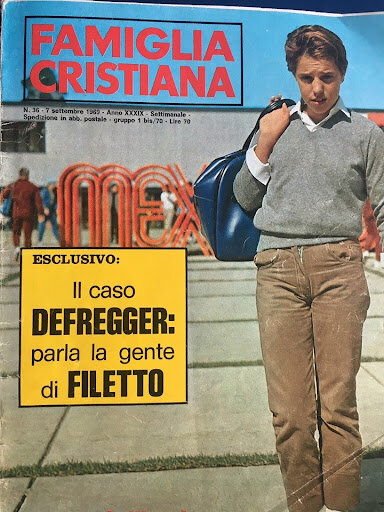 FAMIGLIA
CRISTIANA
N. 36 - 7 settembre 1969 - Anno XXXIX - Settimanale -
Spedizione in abb. postale - gruppo 1 bis/70 - Lire 70
mex
ESCLUSIVO:
Il caso
DEFREGGER:
parla la gente
di FILETTO